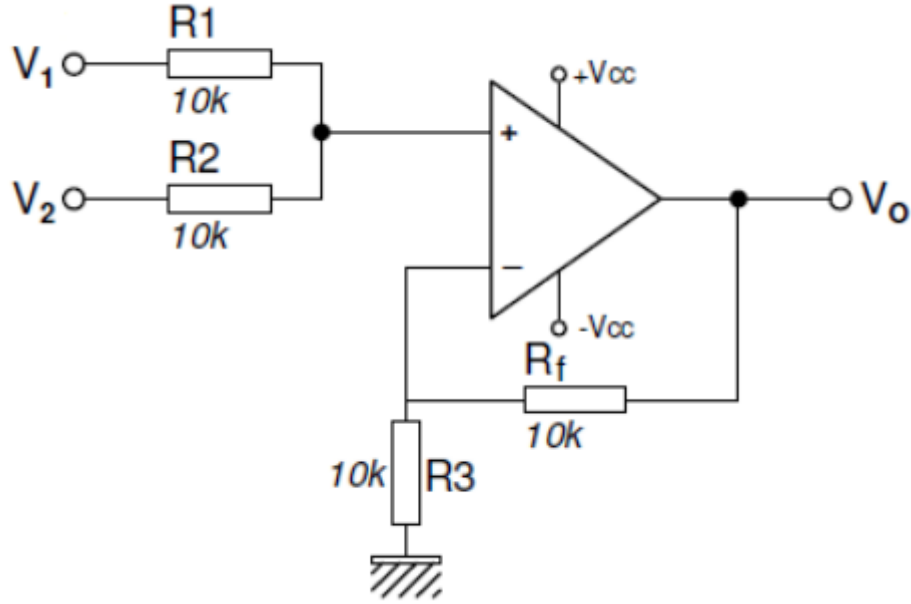 R1
V₁
10k
+Vcc
+
R2
V₂
10k
Vo
−
-Vcc
Rf
10k
10k R3